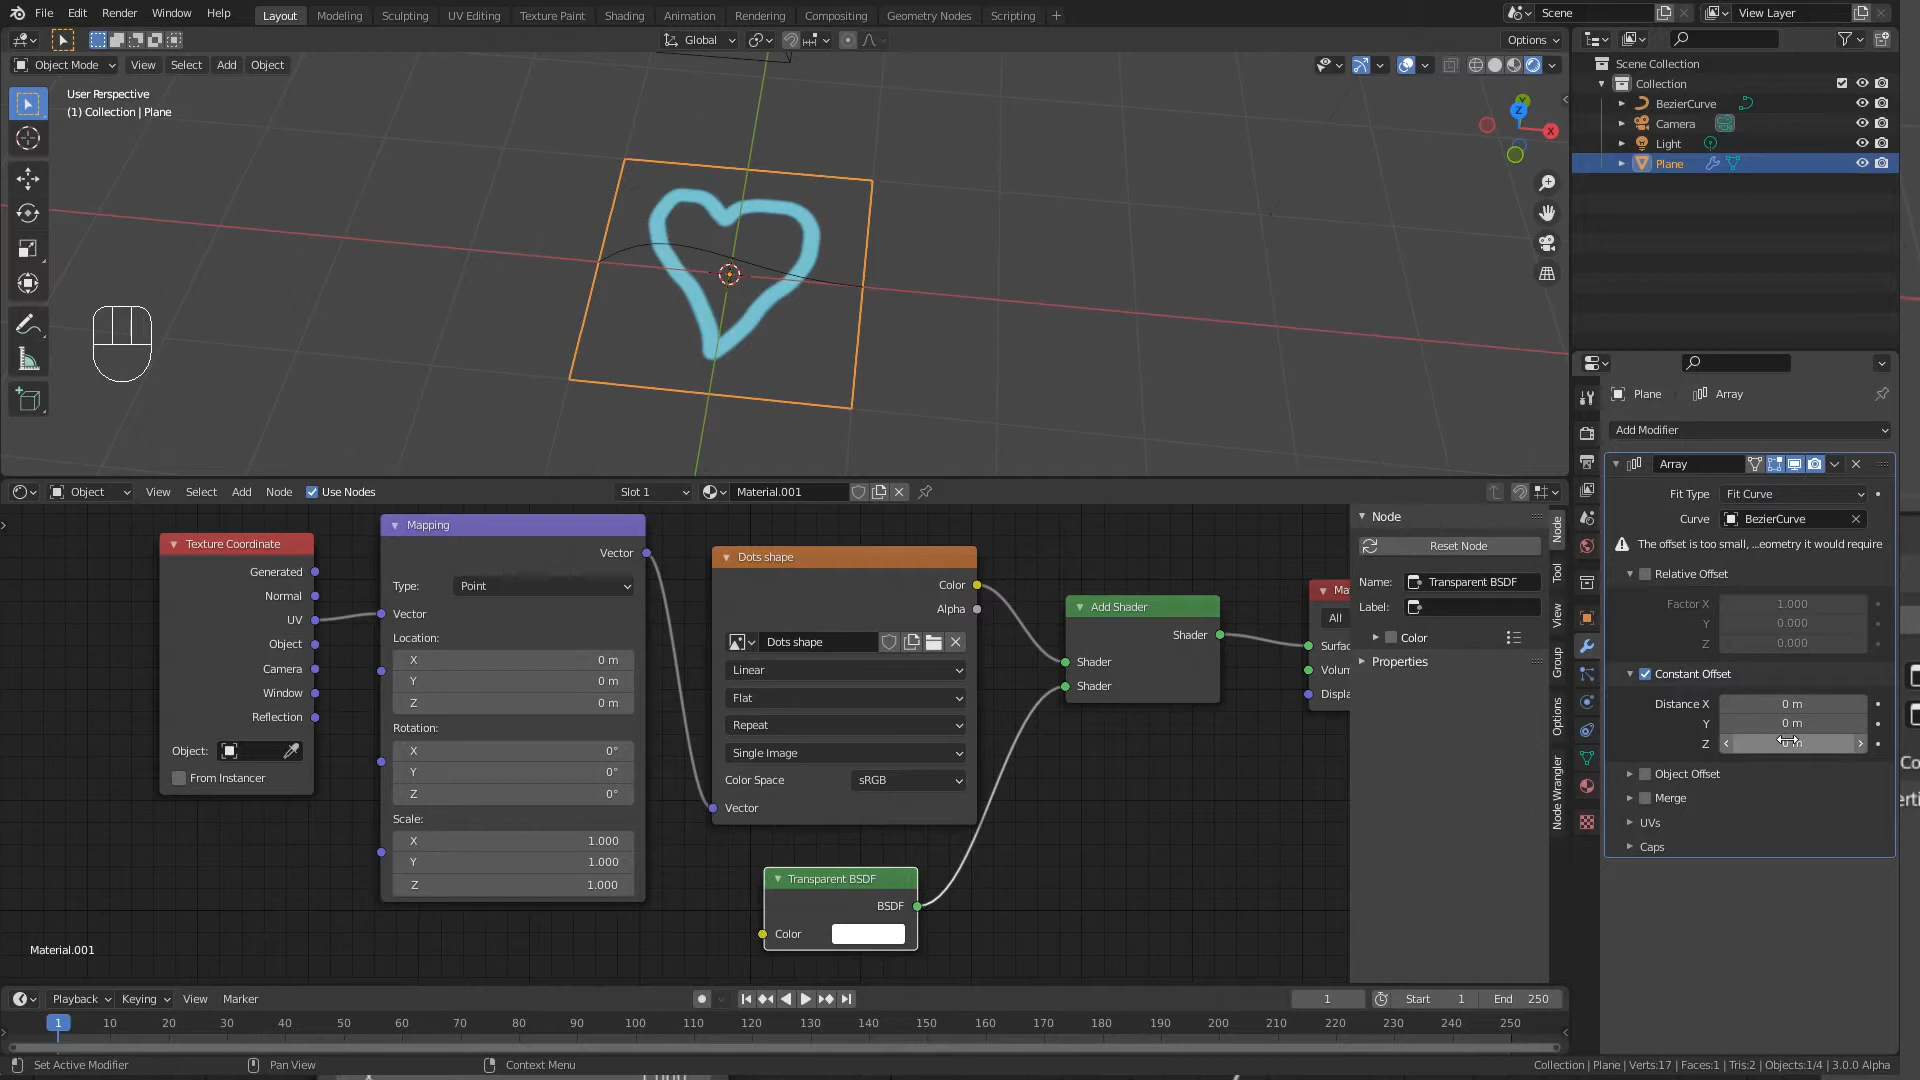 File Edit Render Window Help Layout Modeling Sculpting UV Editing Texture Paint Shading Animation Rendering Compositing Geometry Nodes Scripting + Scene View Layer
Global Options
Object Mode View Select Add Object
User Perspective
(1) Collection | Plane
Z
X
Scene Collection
Collection
BezierCurve
Camera
Light
Plane
Plane Array
Add Modifier
Array
Fit Type Fit Curve
Curve BezierCurve
The offset is too small, ...eometry it would require
Relative Offset
Factor X 1.000
Y 0.000
Z 0.000
Constant Offset
Distance X 0 m
Y 0 m
Z
Object Offset
Merge
UVs
Caps
Object View Select Add Node Use Nodes Slot 1 Material.001
Texture Coordinate
Generated
Normal
UV
Object
Camera
Window
Reflection
Object:
From Instancer
Mapping
Vector
Type: Point
Vector
Location:
X 0 m
Y 0 m
Z 0 m
Rotation:
X 0°
Y 0°
Z 0°
Scale:
X 1.000
Y 1.000
Z 1.000
Dots shape
Color
Alpha
Dots shape
Linear
Flat
Repeat
Single Image
Color Space sRGB
Vector
Transparent BSDF
BSDF
Color
Add Shader
Shader
Shader
Shader
Ma
All
Surfac
Volun
Displa
Node
Reset Node
Name: Transparent BSDF
Label:
Color
Properties
Node
Tool
View
Group
Options
Node Wrangler
Material.001
Playback Keying View Marker 1 Start 1 End 250
1 10 20 30 40 50 60 70 80 90 100 110 120 130 140 150 160 170 180 190 200 210 220 230 240 250
Set Active Modifier Pan View Context Menu Collection | Plane | Verts:17 | Faces:1 | Tris:2 | Objects:1/4 | 3.0.0 Alpha